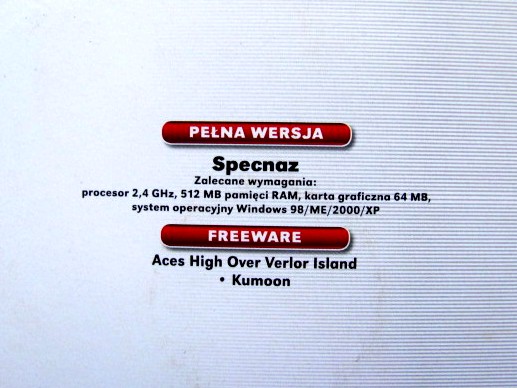 PEŁNA WERSJA
Specnaz
Zalecane wymagania:
procesor 2,4 GHz, 512 MB pamięci RAM, karta graficzna 64 MB,
system operacyjny Windows 98/ME/2000/XP
FREEWARE
Aces High Over Verlor Island
• Kumoon